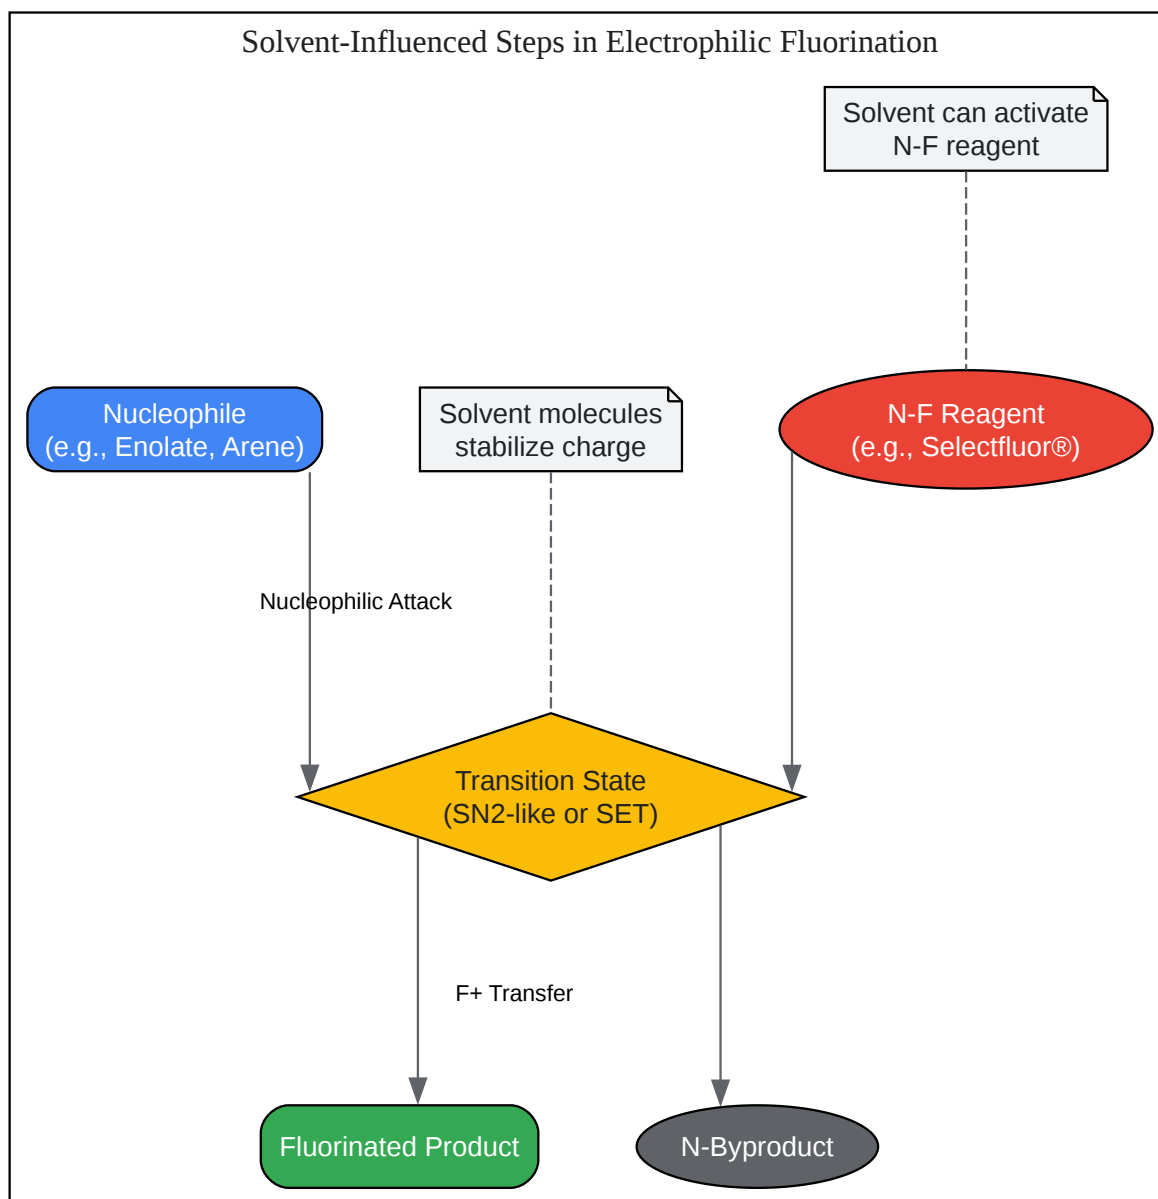 Solvent-Influenced Steps in Electrophilic Fluorination
Solvent can activate
N-F reagent
Nucleophile
(e.g., Enolate, Arene)
Solvent molecules
stabilize charge
N-F Reagent
(e.g., Selectfluor®)
Nucleophilic Attack
Transition State
(SN2-like or SET)
F+ Transfer
Fluorinated Product
N-Byproduct